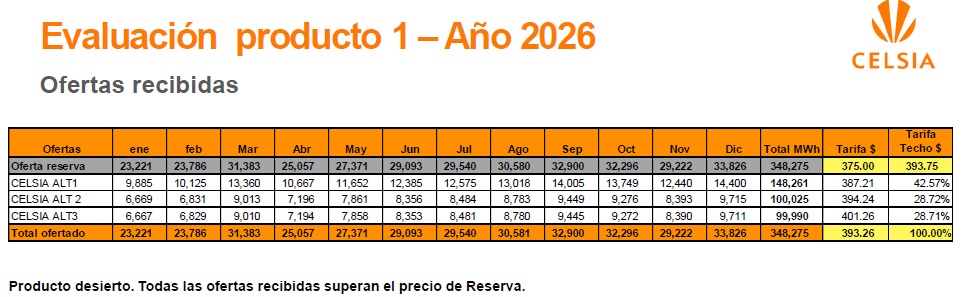 Evaluación producto 1 – Año 2026
CELSIA
Ofertas recibidas
Ofertas ene feb Mar Abr May Jun Jul Ago Sep Oct Nov Dic Total MWh Tarifa $ Tarifa Techo $
Oferta reserva 23,221 23,786 31,383 25,057 27,371 29,093 29,540 30,580 32,900 32,296 29,222 33,826 348,275 375.00 393.75
CELSIA ALT1 9,885 10,125 13,360 10,667 11,652 12,385 12,575 13,018 14,005 13,749 12,440 14,400 148,261 387.21 42.57%
CELSIA ALT 2 6,669 6,831 9,013 7,196 7,861 8,356 8,484 8,783 9,449 9,276 8,393 9,715 100,025 394.24 28.72%
CELSIA ALT3 6,667 6,829 9,010 7,194 7,858 8,353 8,481 8,780 9,445 9,272 8,390 9,711 99,990 401.26 28.71%
Total ofertado 23,221 23,786 31,383 25,057 27,371 29,093 29,540 30,581 32,900 32,296 29,222 33,826 348,275 393.26 100.00%
Producto desierto. Todas las ofertas recibidas superan el precio de Reserva.